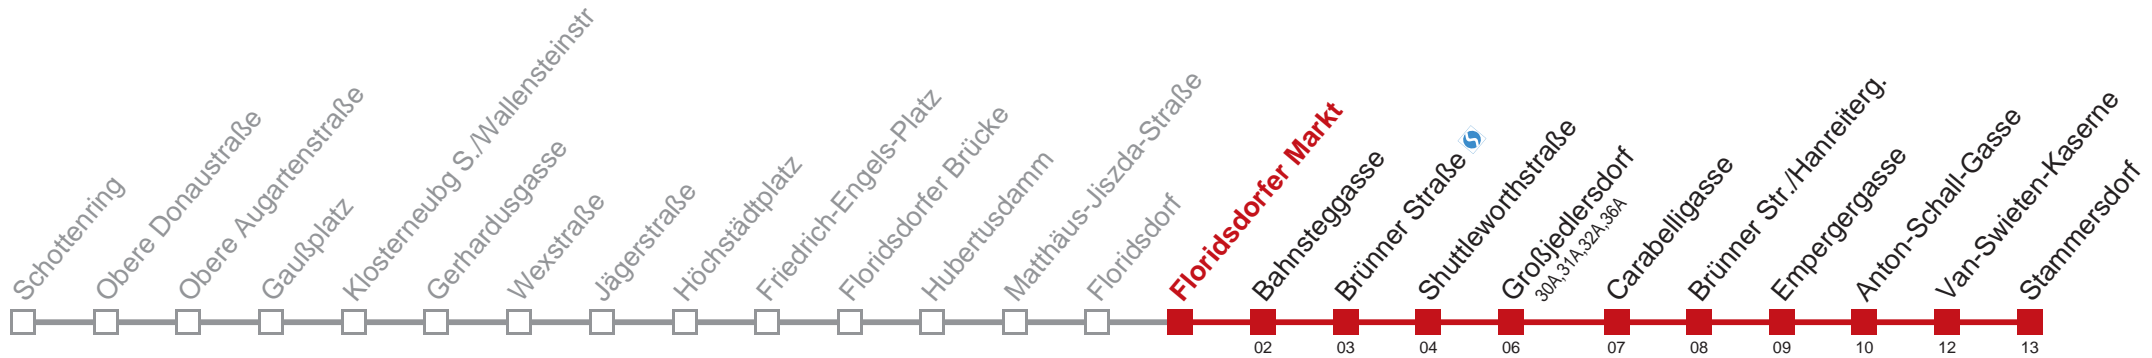 Schottenring
Obere Donaustraße
Obere Augartenstraße
Gaußplatz
Klosterneubg S./Wallensteinstr
Gerhardusgasse
Wexstraße
Jägerstraße
Höchstädtplatz
Friedrich-Engels-Platz
Floridsdorfer Brücke
Hubertusdamm
Matthäus-Jiszda-Straße
Floridsdorf
Floridsdorfer Markt
Bahnsteggasse
Brünner Straße
Shuttleworthstraße
Großjedlersdorf
30A,31A,32A,36A
Carabelligasse
Brünner Str./Hanreiterg.
Empergergasse
Anton-Schall-Gasse
Van-Swieten-Kaserne
Stammersdorf
02 03 04 06 07 08 09 10 12 13